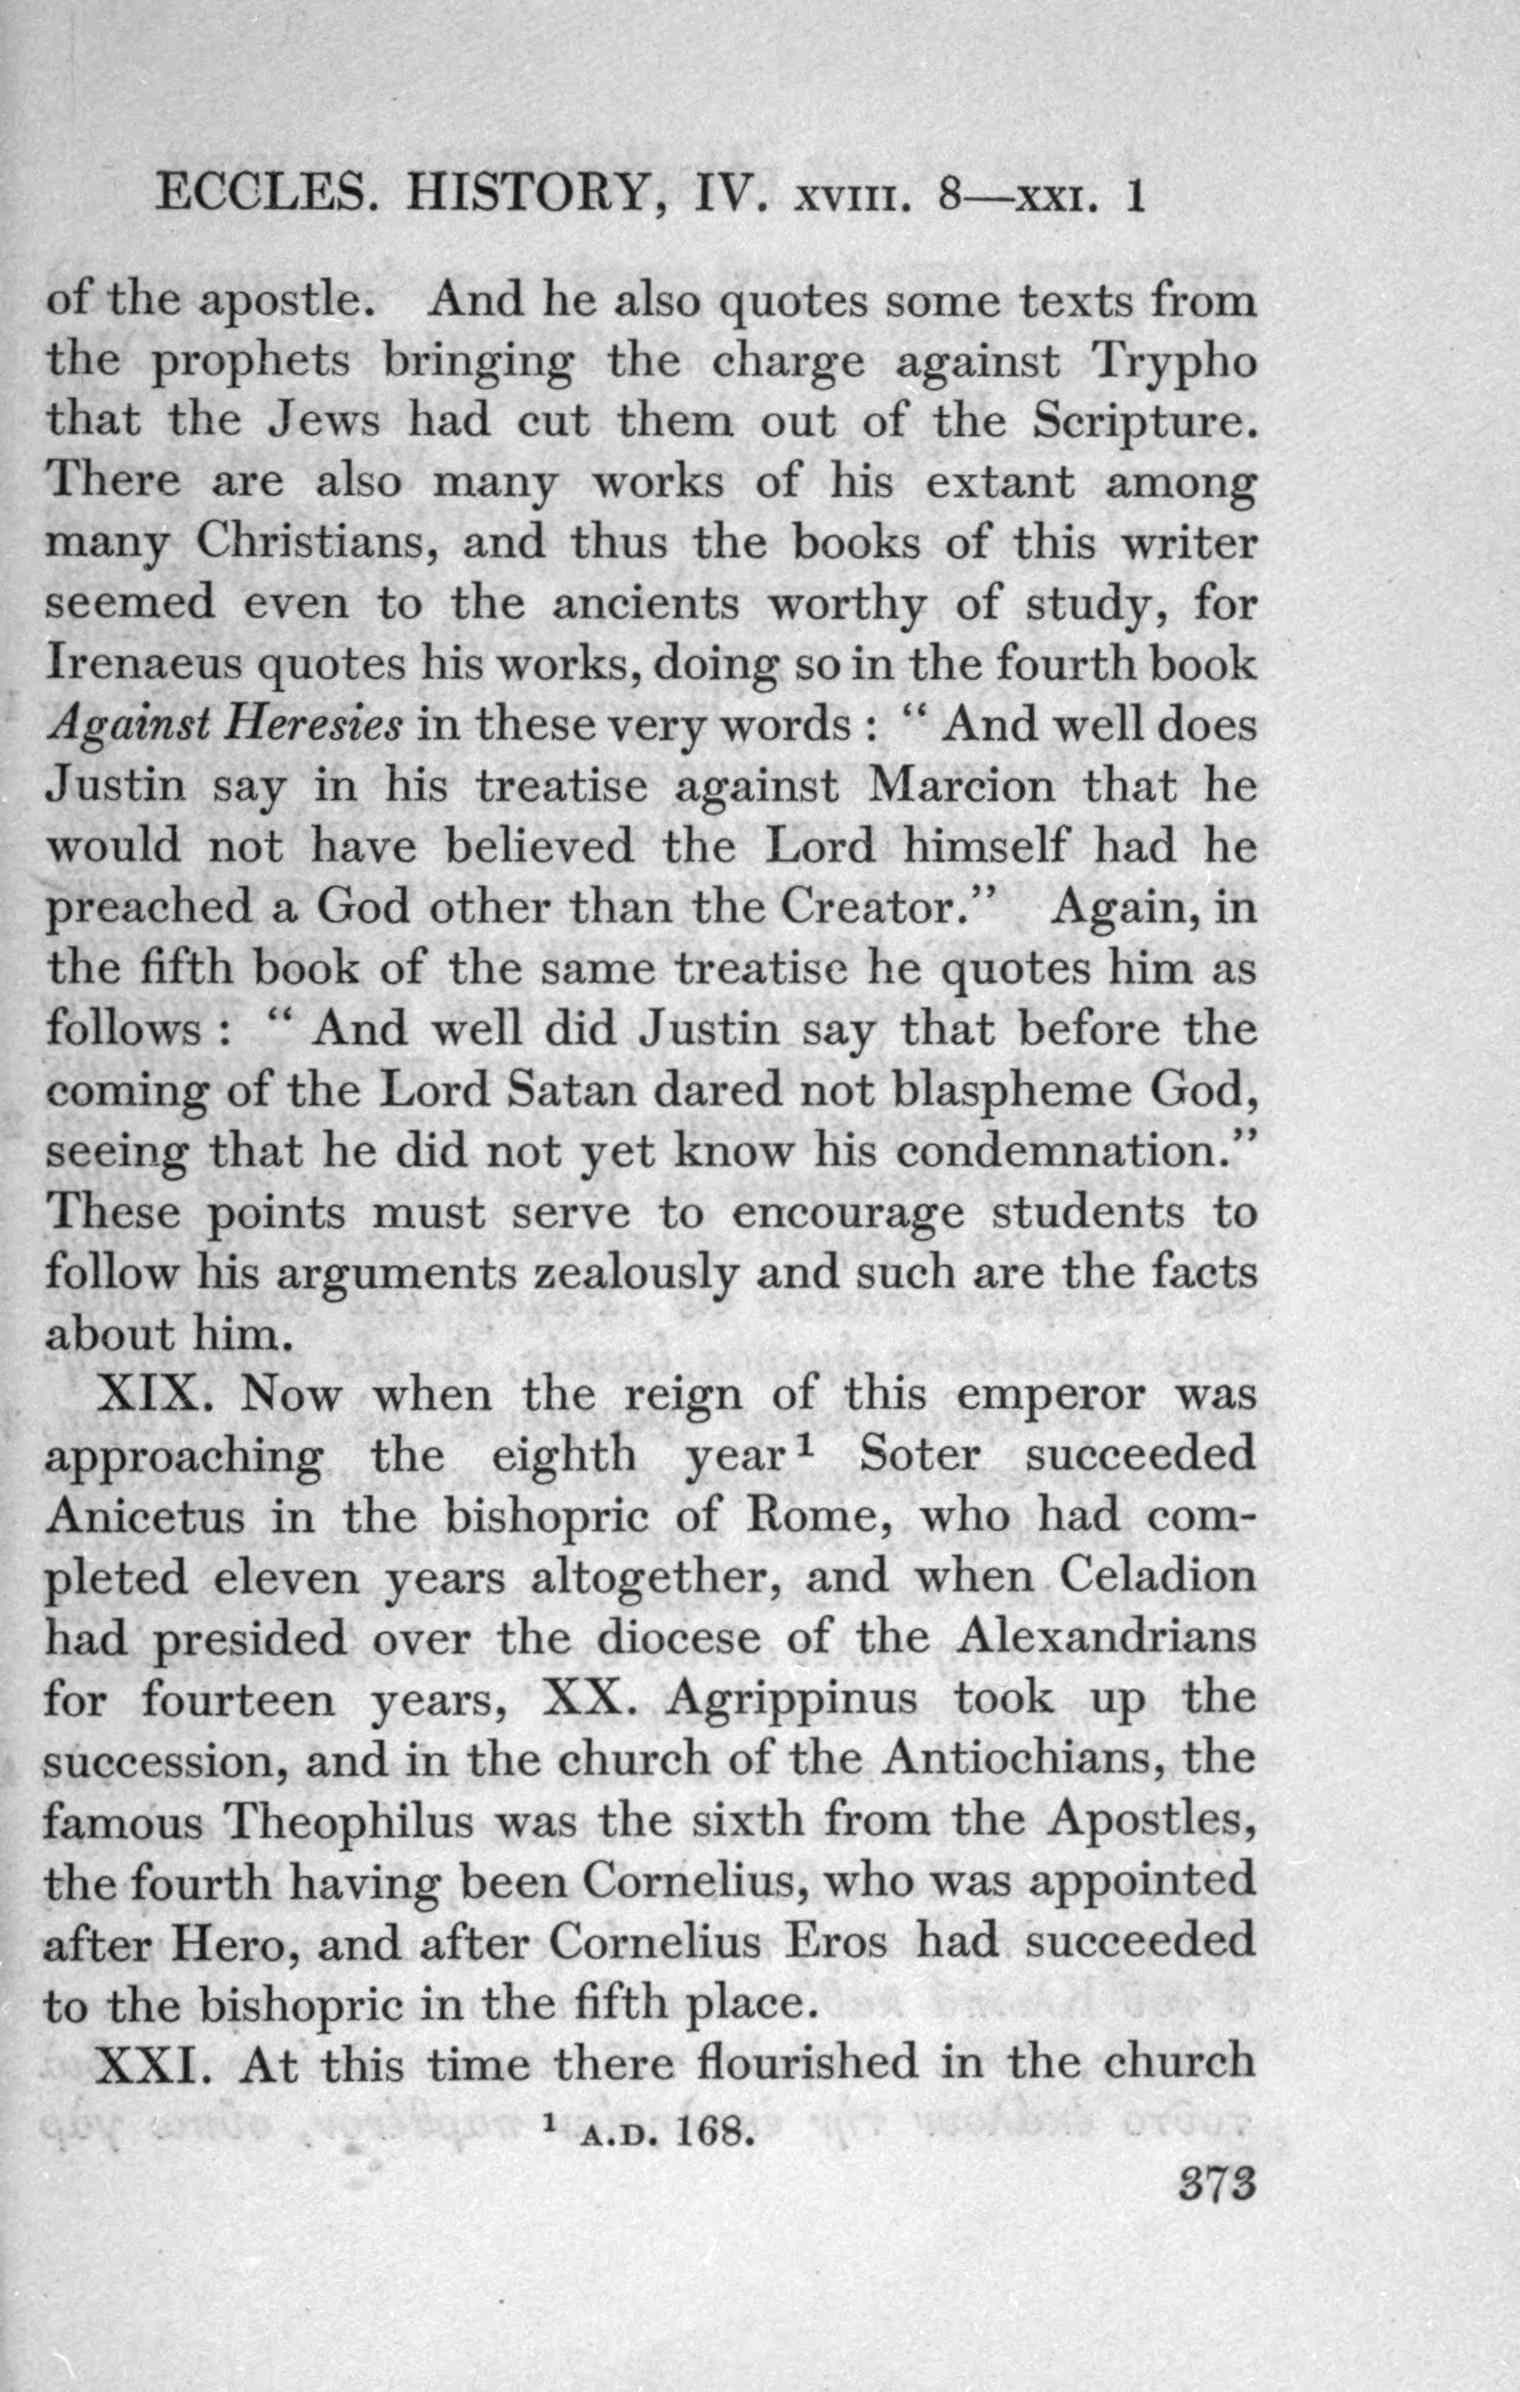 ECCLES. HISTORY, IV. XVIII. 8—XXI. 1
of the apostle. And he also quotes some texts from
the prophets bringing the charge against Trypho
that the Jews had cut them out of the Scripture.
There are also many works of his extant among
many Christians, and thus the books of this writer
seemed even to the ancients worthy of study, for
Irenaeus quotes his works, doing so in the fourth book
Against Heresies in these very words : “ And well does
Justin say in his treatise against Marcion that he
would not have believed the Lord himself had he
preached a God other than the Creator.” Again, in
the fifth book of the same treatise he quotes him as
follows : “ And well did Justin say that before the
coming of the Lord Satan dared not blaspheme God,
seeing that he did not yet know his condemnation.”
These points must serve to encourage students to
follow his arguments zealously and such are the facts
about him.
XIX. Now when the reign of this emperor was
approaching the eighth year¹ Soter succeeded
Anicetus in the bishopric of Rome, who had com-
pleted eleven years altogether, and when Celadion
had presided over the diocese of the Alexandrians
for fourteen years, XX. Agrippinus took up the
succession, and in the church of the Antiochians, the
famous Theophilus was the sixth from the Apostles,
the fourth having been Cornelius, who was appointed
after Hero, and after Cornelius Eros had succeeded
to the bishopric in the fifth place.
XXI. At this time there flourished in the church
¹ A.D. 168.
373